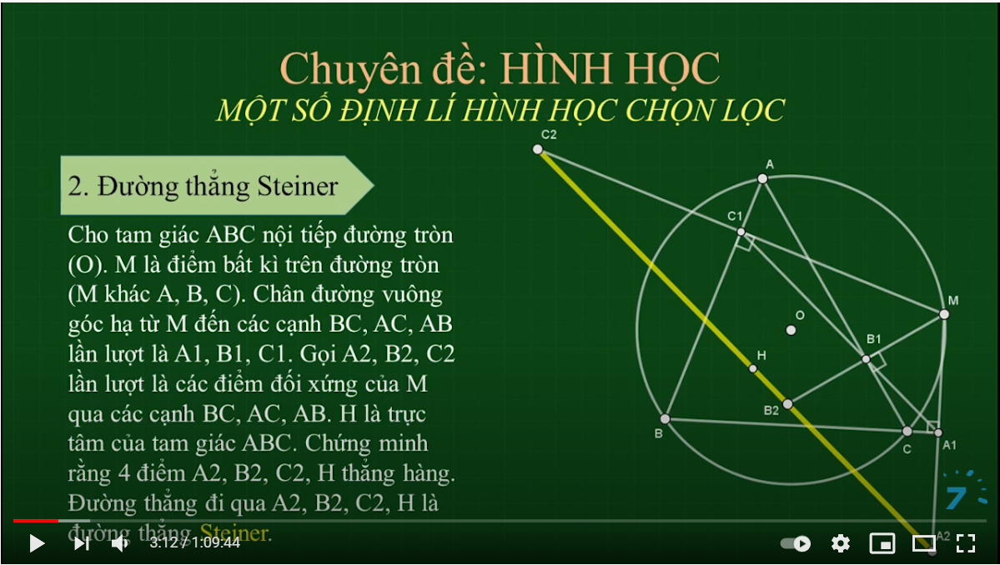 Chuyên đề: HÌNH HỌC
MỘT SỐ ĐỊNH LÍ HÌNH HỌC CHỌN LỌC
2. Đường thẳng Steiner
Cho tam giác ABC nội tiếp đường tròn
(O). M là điểm bất kì trên đường tròn
(M khác A, B, C). Chân đường vuông
góc hạ từ M đến các cạnh BC, AC, AB
lần lượt là A1, B1, C1. Gọi A2, B2, C2
lần lượt là các điểm đối xứng của M
qua các cạnh BC, AC, AB. H là trực
tâm của tam giác ABC. Chứng minh
rằng 4 điểm A2, B2, C2, H thẳng hàng.
Đường thẳng đi qua A2, B2, C2, H là
đường thẳng Steiner.
C2
A
C1
M
O
B1
H
B2
B
C
A1
7
A2
3:12 / 1:09:44